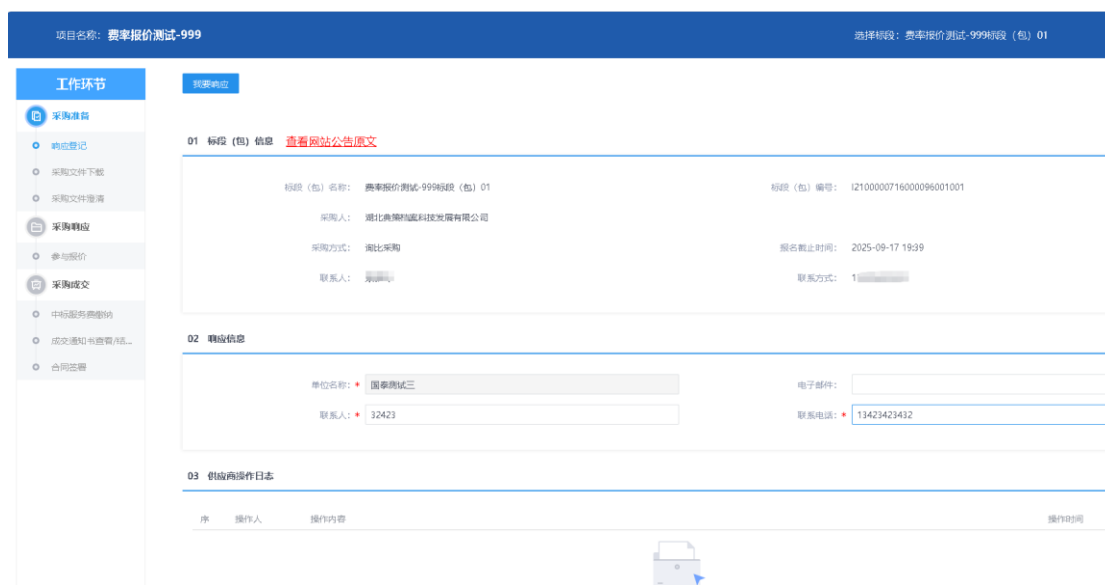 项目名称: 费率报价测试-999
选择标段: 费率报价测试-999标段（包）01
工作环节
采购准备
响应登记
采购文件下载
采购文件澄清
采购响应
参与报价
采购成交
中标服务费缴纳
成交通知书查看/结...
合同签署
我要响应
01 标段（包）信息 查看网站公告原文
标段（包）名称: 费率报价测试-999标段（包）01
标段（包）编号: I2100000716000096001001
采购人: 湖北典策档案科技发展有限公司
采购方式: 询比采购
报名截止时间: 2025-09-17 19:39
联系人:
联系方式: 1
02 响应信息
单位名称: * 国泰测试三
电子邮件:
联系人: * 32423
联系电话: * 13423423432
03 供应商操作日志
序 操作人 操作内容 操作时间